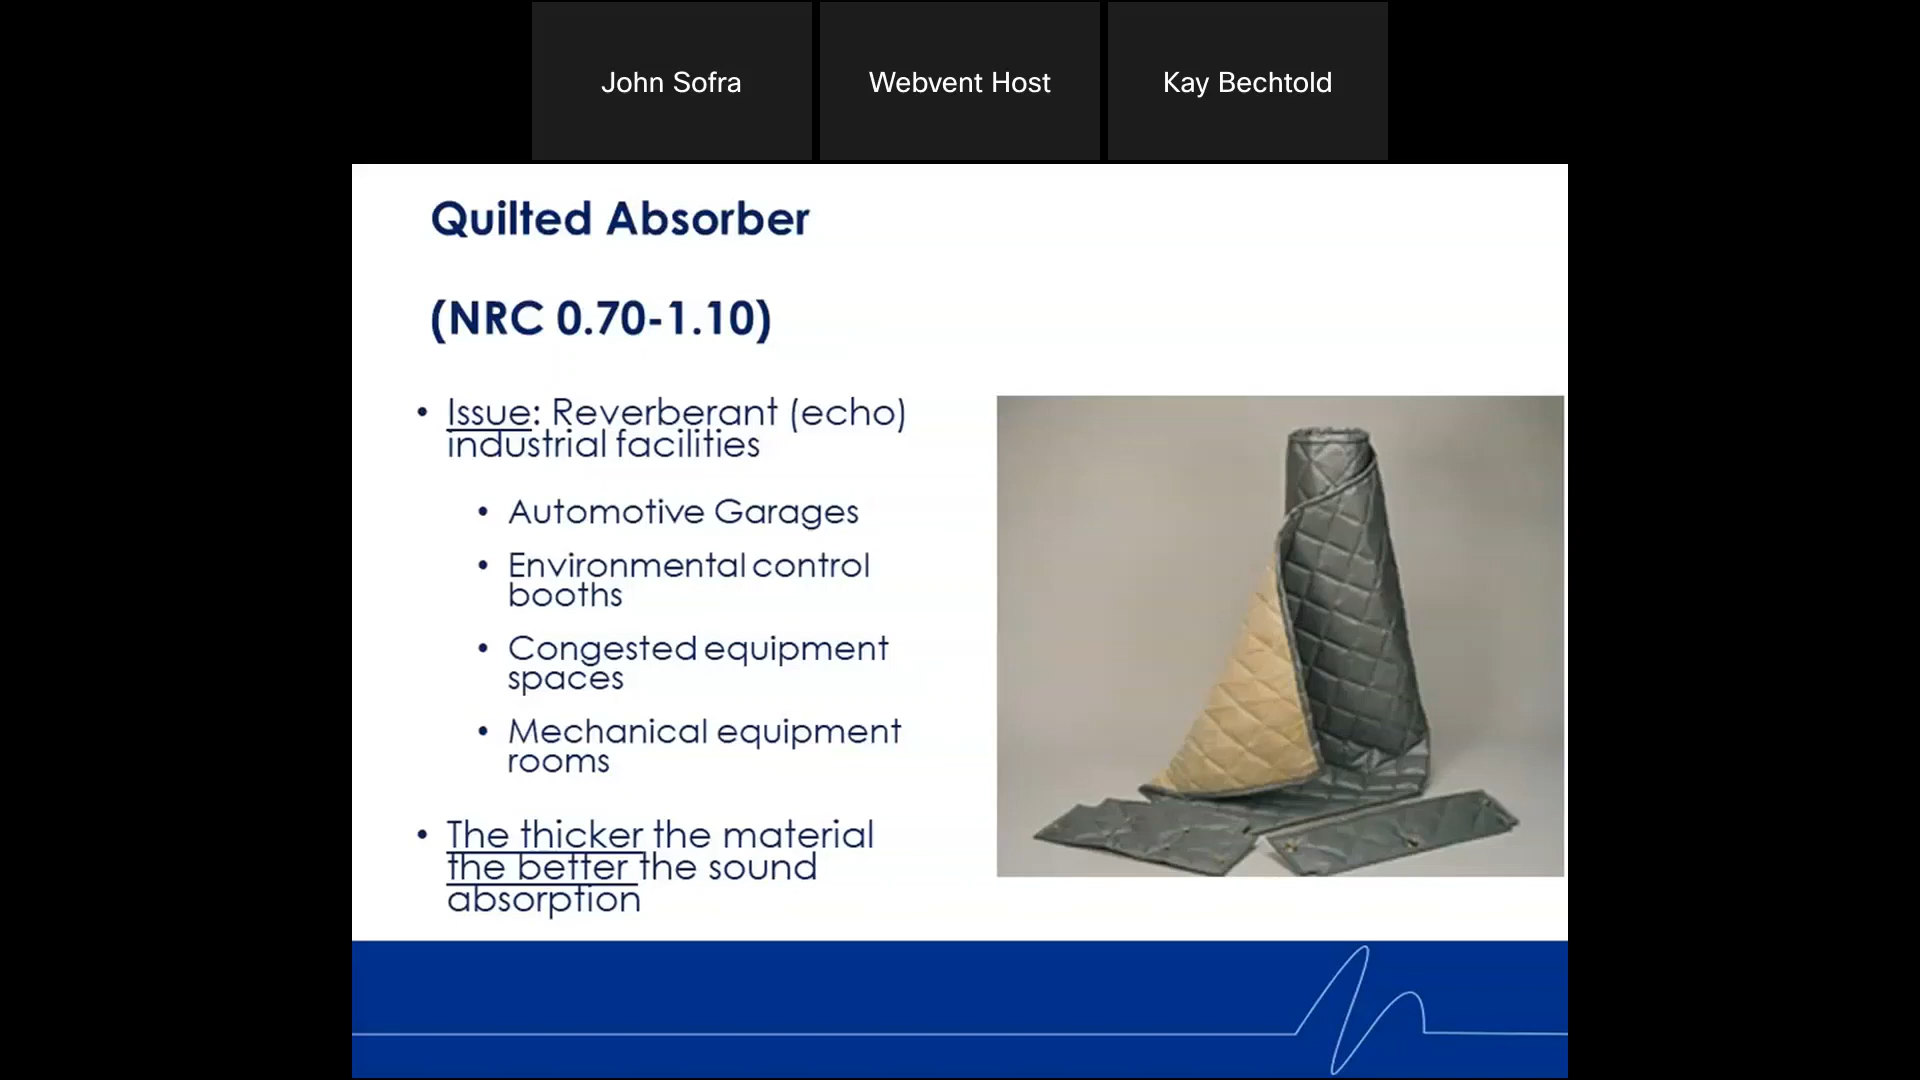 John Sofra
Webvent Host
Kay Bechtold
Quilted Absorber
(NRC 0.70-1.10)
• Issue: Reverberant (echo)
industrial facilities
• Automotive Garages
• Environmental control
booths
• Congested equipment
spaces
• Mechanical equipment
rooms
• The thicker the material
the better the sound
absorption